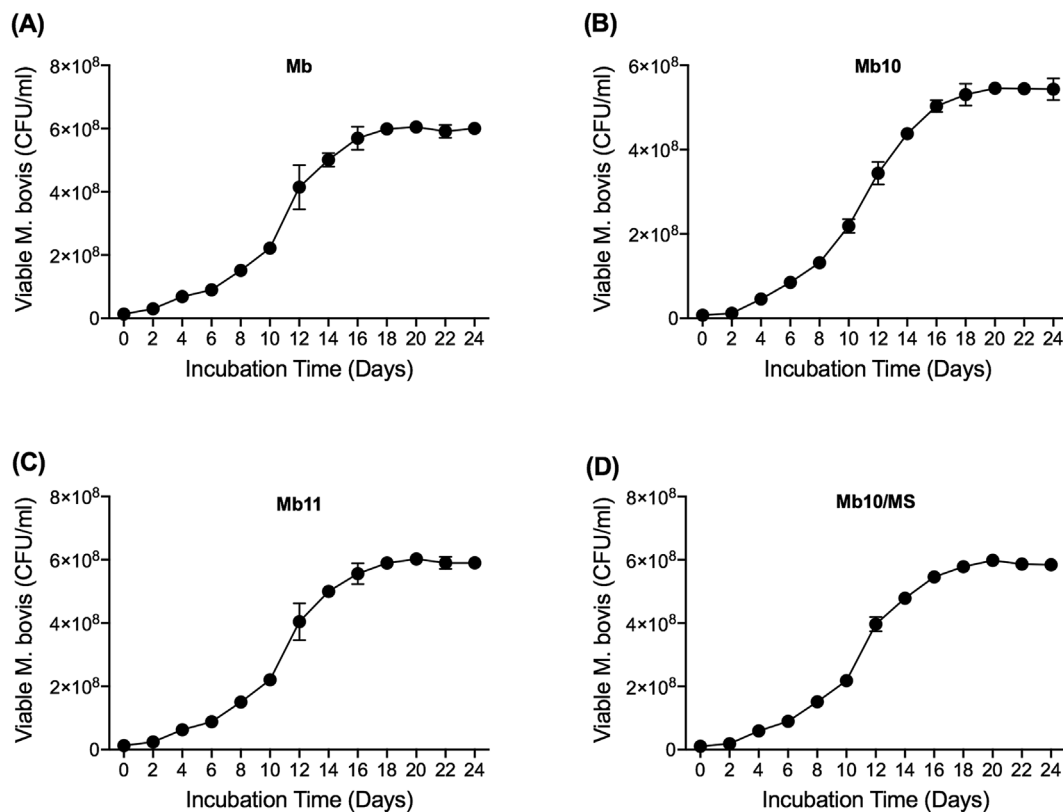 (A)
Mb
Viable M. bovis (CFU/ml)
8×10⁸
6×10⁸
4×10⁸
2×10⁸
0
0 2 4 6 8 10 12 14 16 18 20 22 24
Incubation Time (Days)
(B)
Mb10
Viable M. bovis (CFU/ml)
6×10⁸
4×10⁸
2×10⁸
0
0 2 4 6 8 10 12 14 16 18 20 22 24
Incubation Time (Days)
(C)
Mb11
Viable M. bovis (CFU/ml)
8×10⁸
6×10⁸
4×10⁸
2×10⁸
0
0 2 4 6 8 10 12 14 16 18 20 22 24
Incubation Time (Days)
(D)
Mb10/MS
Viable M. bovis (CFU/ml)
8×10⁸
6×10⁸
4×10⁸
2×10⁸
0
0 2 4 6 8 10 12 14 16 18 20 22 24
Incubation Time (Days)